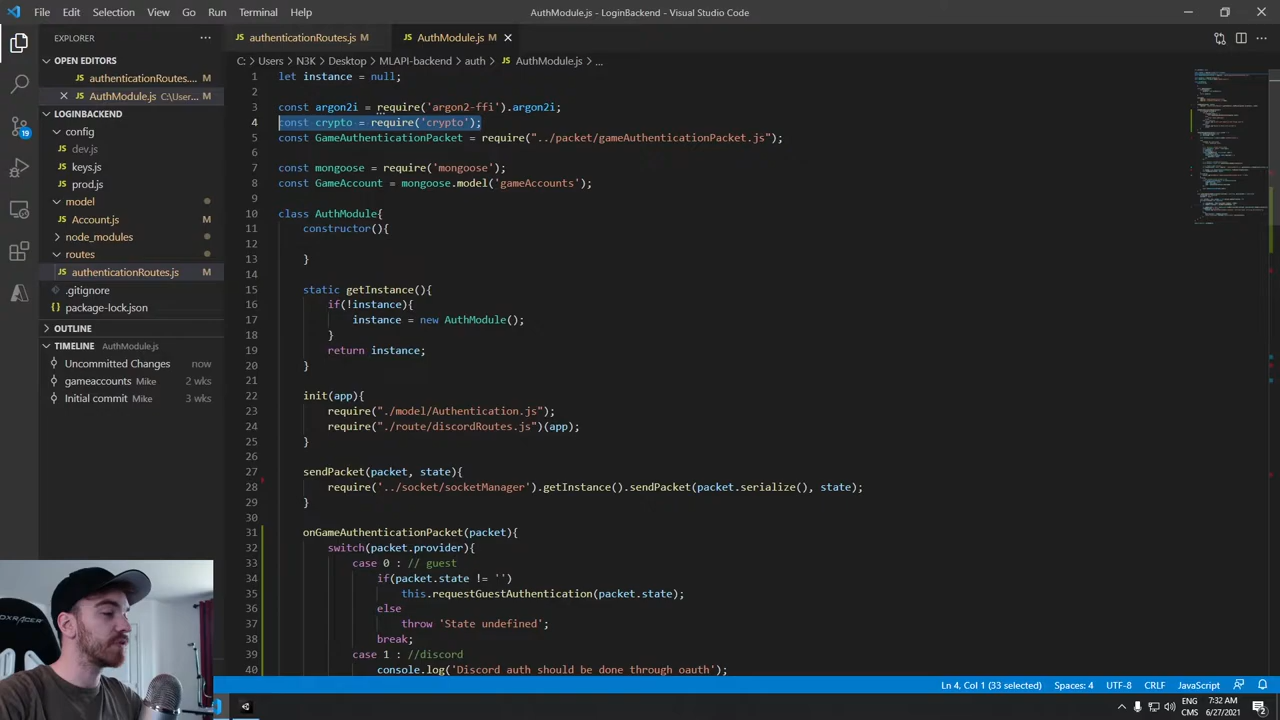 File Edit Selection View Go Run Terminal Help
AuthModule.js - LoginBackend - Visual Studio Code
EXPLORER
OPEN EDITORS
authenticationRoutes....
AuthModule.js C:\User...
LOGINBACKEND
config
dev.js
keys.js
prod.js
model
Account.js M
node_modules
routes
authenticationRoutes.js M
.gitignore
package-lock.json
OUTLINE
TIMELINE AuthModule.js
Uncommitted Changes now
gameaccounts Mike 2 wks
Initial commit Mike 3 wks
19
authenticationRoutes.js M
AuthModule.js M
C: > Users > N3K > Desktop > MLAPI-backend > auth > AuthModule.js > ...
1 let instance = null;
2
3 const argon2i = require('argon2-ffi').argon2i;
4 const crypto = require('crypto');
5 const GameAuthenticationPacket = require("./packet/gameAuthenticationPacket.js");
6
7 const mongoose = require('mongoose');
8 const GameAccount = mongoose.model('gameaccounts');
9
10 class AuthModule{
11 constructor(){
12
13 }
14
15 static getInstance(){
16 if(!instance){
17 instance = new AuthModule();
18 }
19 return instance;
20 }
21
22 init(app){
23 require("./model/Authentication.js");
24 require("./route/discordRoutes.js")(app);
25 }
26
27 sendPacket(packet, state){
28 require('../socket/socketManager').getInstance().sendPacket(packet.serialize(), state);
29 }
30
31 onGameAuthenticationPacket(packet){
32 switch(packet.provider){
33 case 0 : // guest
34 if(packet.state != '')
35 this.requestGuestAuthentication(packet.state);
36 else
37 throw 'State undefined';
38 break;
39 case 1 : //discord
40 console.log('Discord auth should be done through oauth');
Ln 4, Col 1 (33 selected) Spaces: 4 UTF-8 CRLF JavaScript
ENG
CMS
7:32 AM
6/27/2021
2